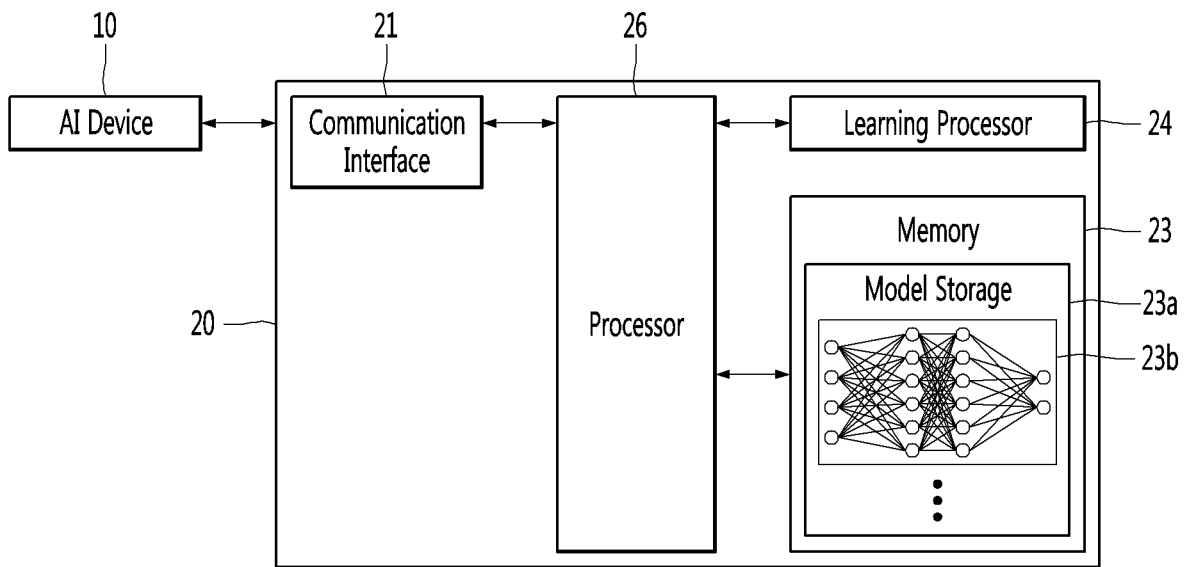 10
21
26
AI Device
Communication
Interface
Learning Processor
24
Memory
23
Model Storage
23a
20
Processor
23b